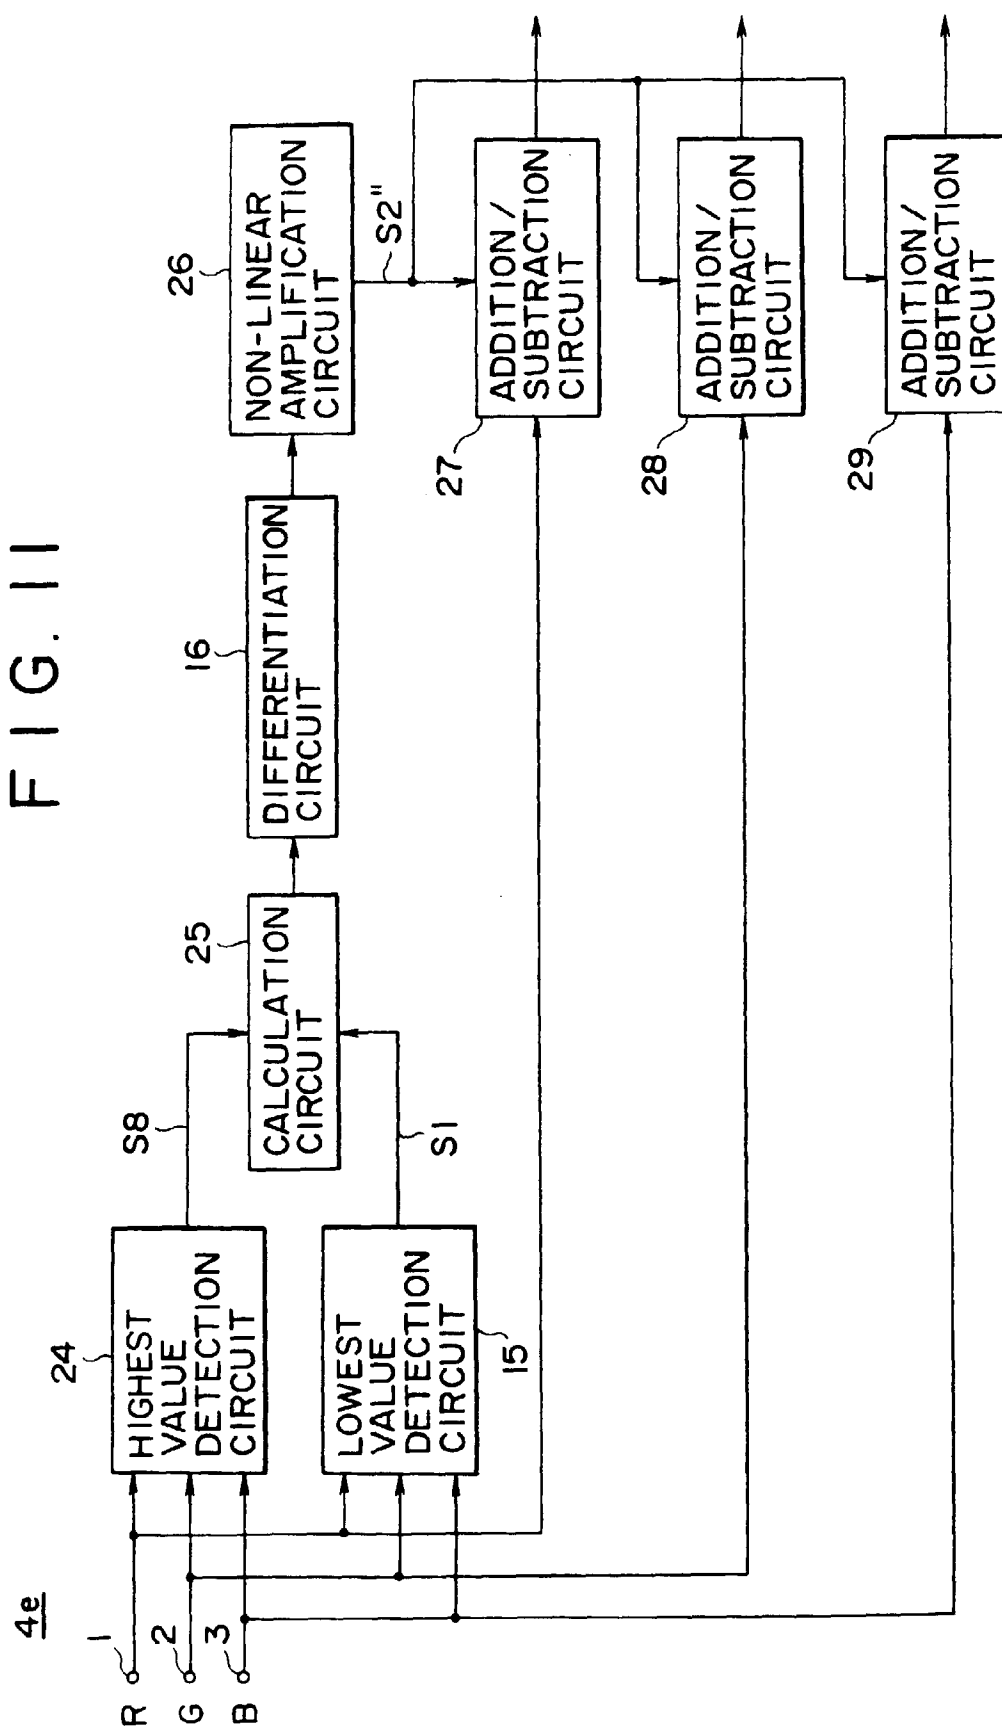 FIG. 11
4e
R
1
G
2
B
3
24
HIGHEST
VALUE
DETECTION
CIRCUIT
LOWEST
VALUE
DETECTION
CIRCUIT
15
S8
S1
25
CALCULATION
CIRCUIT
16
DIFFERENTIATION
CIRCUIT
26
NON-LINEAR
AMPLIFICATION
CIRCUIT
S2"
27
ADDITION/
SUBTRACTION
CIRCUIT
28
ADDITION/
SUBTRACTION
CIRCUIT
29
ADDITION/
SUBTRACTION
CIRCUIT